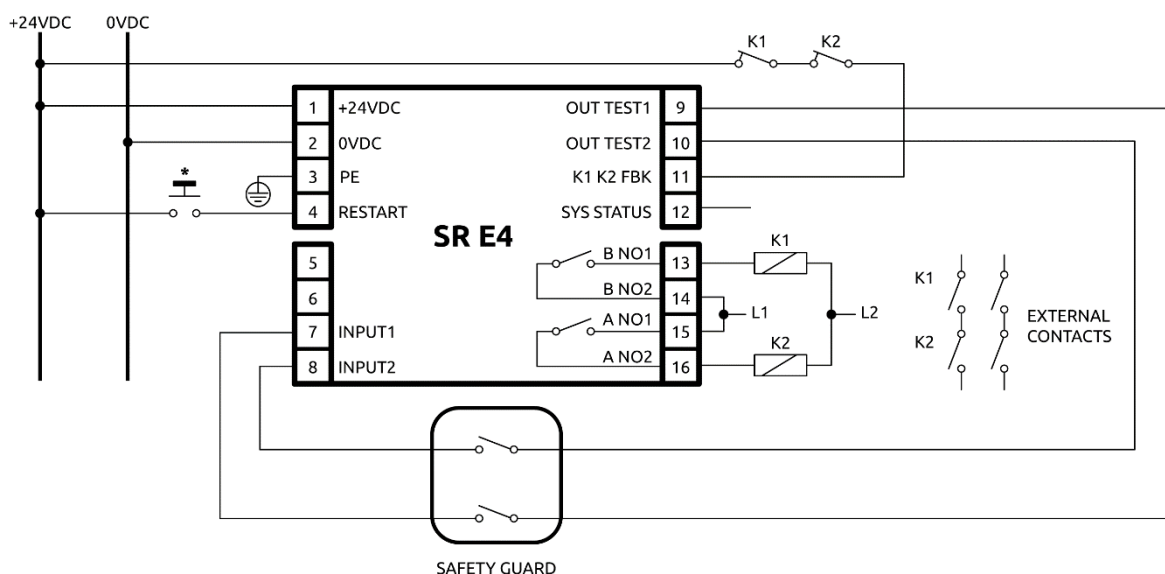 +24VDC 0VDC
K1 K2
1 +24VDC OUT TEST1 9
2 0VDC OUT TEST2 10
3 PE K1 K2 FBK 11
*
4 RESTART SYS STATUS 12
SR E4
K1
5 B NO1 13
6 B NO2 14
L1 L2
7 INPUT1 A NO1 15
K2
8 INPUT2 A NO2 16
K1
K2
EXTERNAL
CONTACTS
SAFETY GUARD